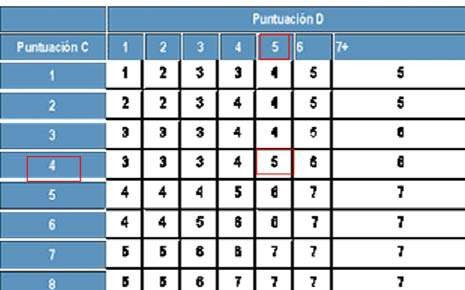 Puntuación D
Puntuación C 1 2 3 4 5 6 7+
1 1 2 3 3 4 5 5
2 2 2 3 4 4 5 5
3 3 3 3 4 4 5 6
4 3 3 3 4 5 6 6
5 4 4 4 5 6 7 7
6 4 4 5 6 6 7 7
7 5 5 6 6 7 7 7
8 5 5 6 7 7 7 7